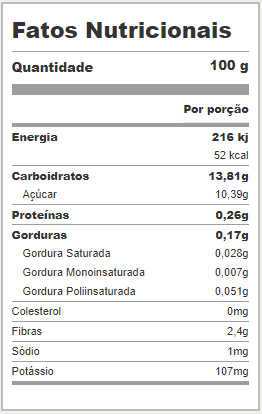 Fatos Nutricionais
Quantidade 100 g
Por porção
Energia 216 kj
52 kcal
Carboidratos 13,81g
Açúcar 10,39g
Proteínas 0,26g
Gorduras 0,17g
Gordura Saturada 0,028g
Gordura Monoinsaturada 0,007g
Gordura Poliinsaturada 0,051g
Colesterol 0mg
Fibras 2,4g
Sódio 1mg
Potássio 107mg